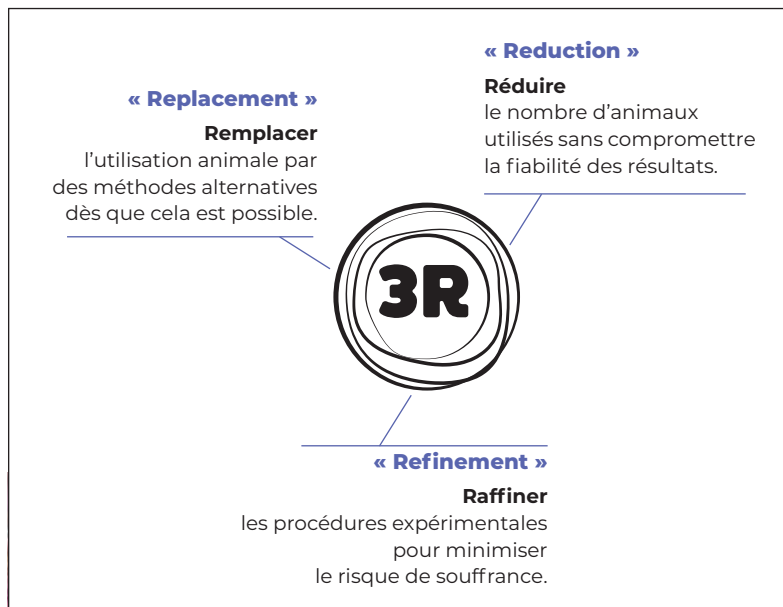 « Replacement »
Remplacer
l’utilisation animale par
des méthodes alternatives
dès que cela est possible.
« Reduction »
Réduire
le nombre d’animaux
utilisés sans compromettre
la fiabilité des résultats.
3R
« Refinement »
Raffiner
les procédures expérimentales
pour minimiser
le risque de souffrance.